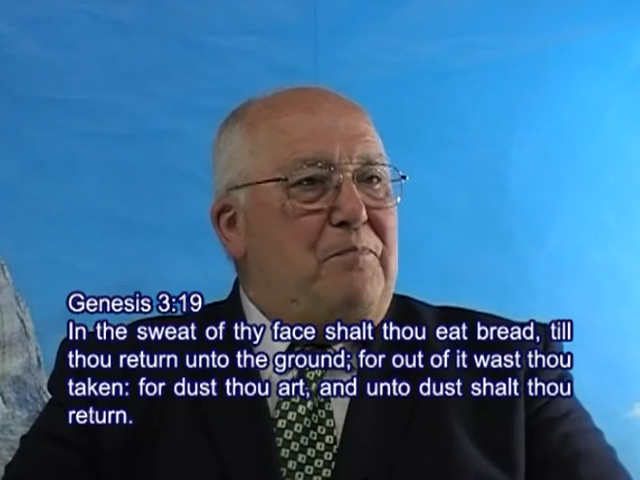 Genesis 3:19
In the sweat of thy face shalt thou eat bread, till
thou return unto the ground; for out of it wast thou
taken: for dust thou art, and unto dust shalt thou
return.